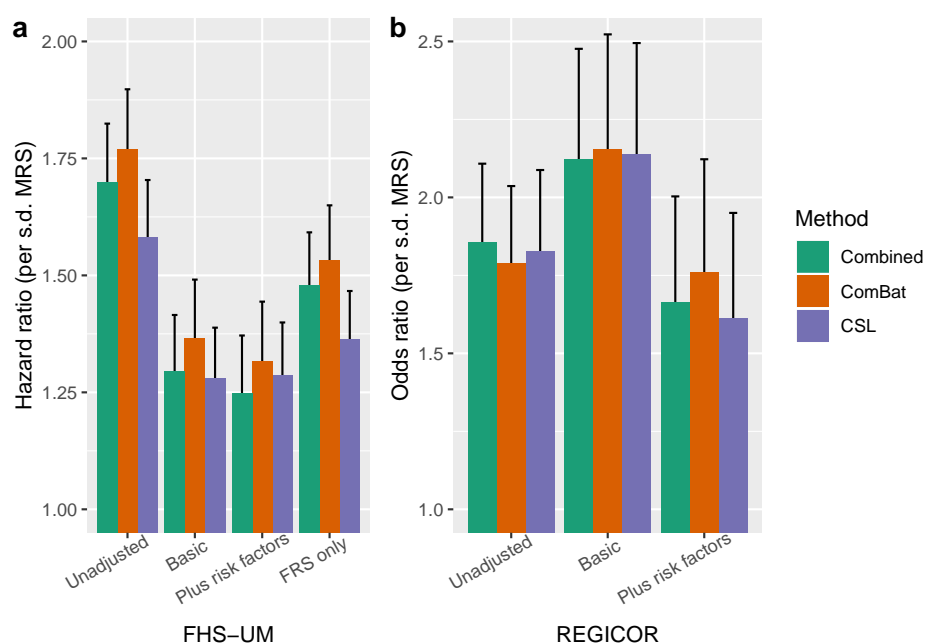 a
b
Hazard ratio (per s.d. MRS)
2.00
1.75
1.50
1.25
1.00
Unadjusted
Basic
Plus risk factors
FRS only
FHS−UM
Odds ratio (per s.d. MRS)
2.5
2.0
1.5
1.0
Unadjusted
Basic
Plus risk factors
REGICOR
Method
Combined
ComBat
CSL